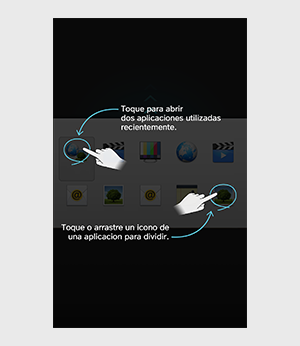 Toque para abrir
dos aplicaciones utilizadas
recientemente.
Toque o arrastre un icono de
una aplicacion para dividir.